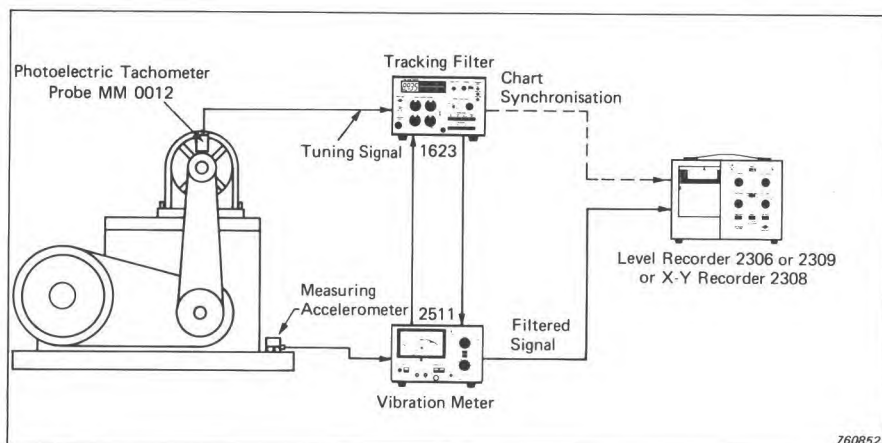 Photoelectric Tachometer
Probe MM 0012
Tracking Filter
Chart
Synchronisation
Tuning Signal
1623
Level Recorder 2306 or 2309
or X-Y Recorder 2308
Measuring
Accelerometer
2511
Filtered
Signal
Vibration Meter
760852